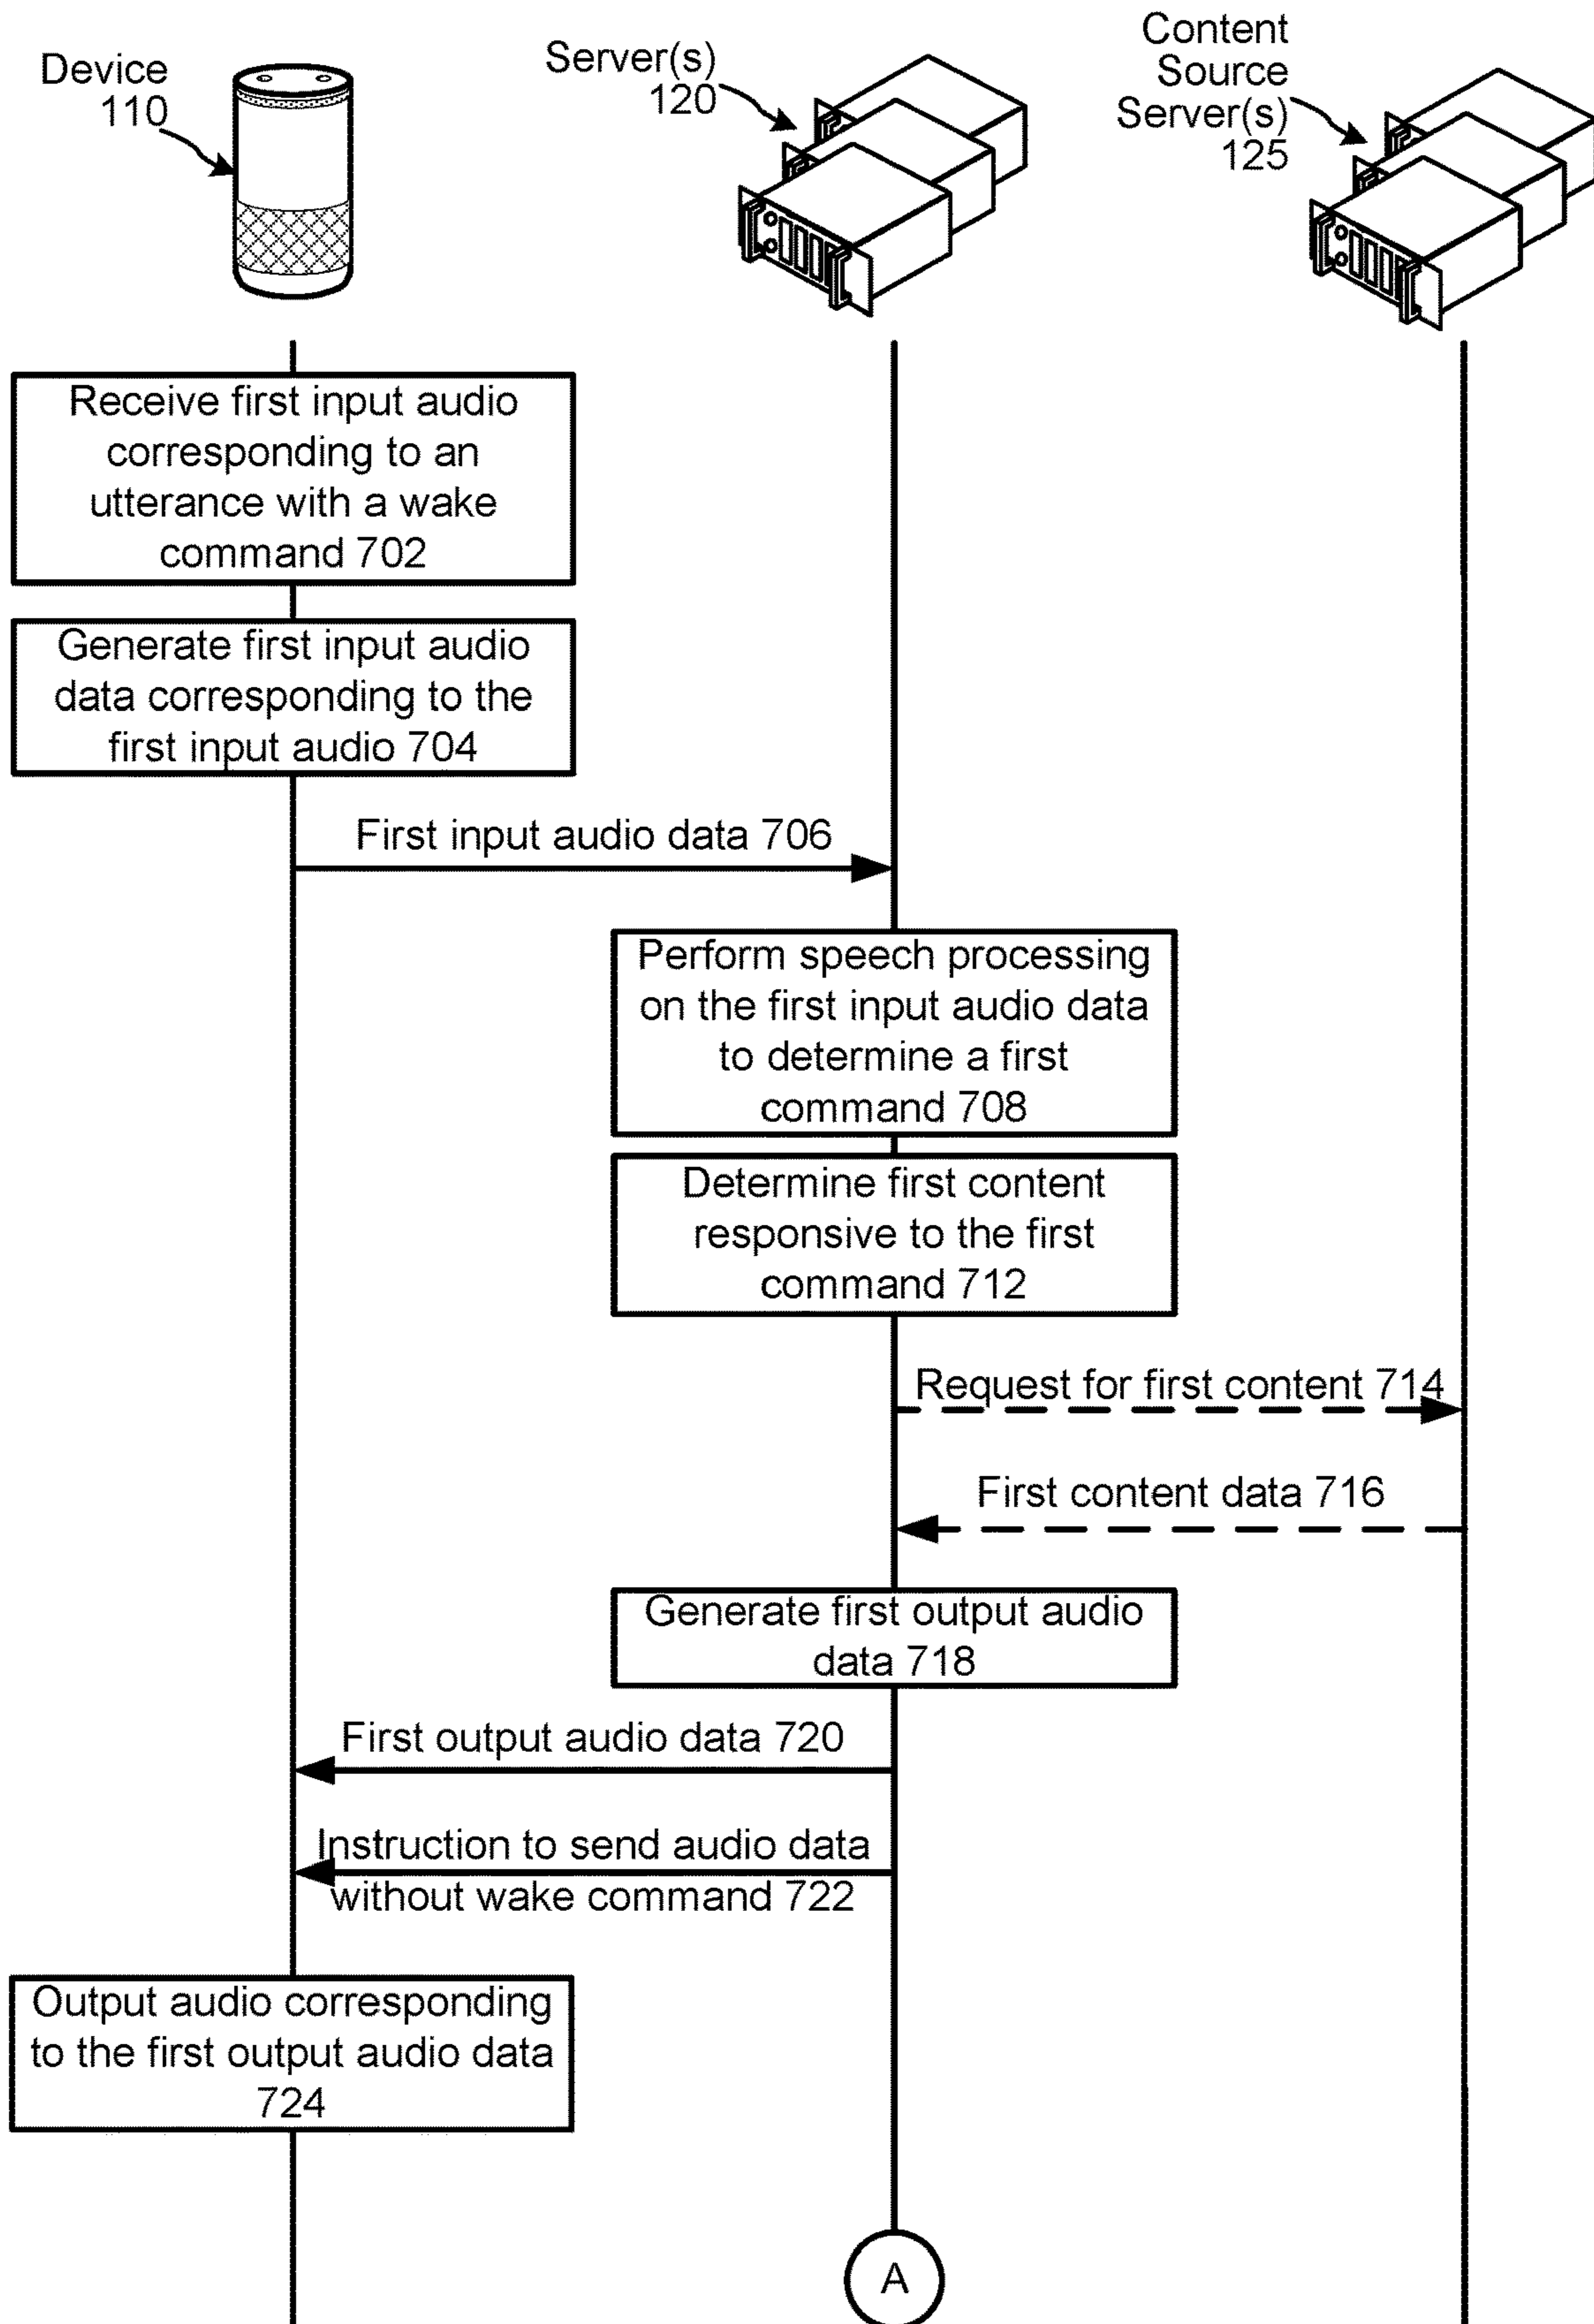 Device
110
Server(s)
120
Content
Source
Server(s)
125
Receive first input audio
corresponding to an
utterance with a wake
command 702
Generate first input audio
data corresponding to the
first input audio 704
First input audio data 706
Perform speech processing
on the first input audio data
to determine a first
command 708
Determine first content
responsive to the first
command 712
Request for first content 714
First content data 716
Generate first output audio
data 718
First output audio data 720
Instruction to send audio data
without wake command 722
Output audio corresponding
to the first output audio data
724
A